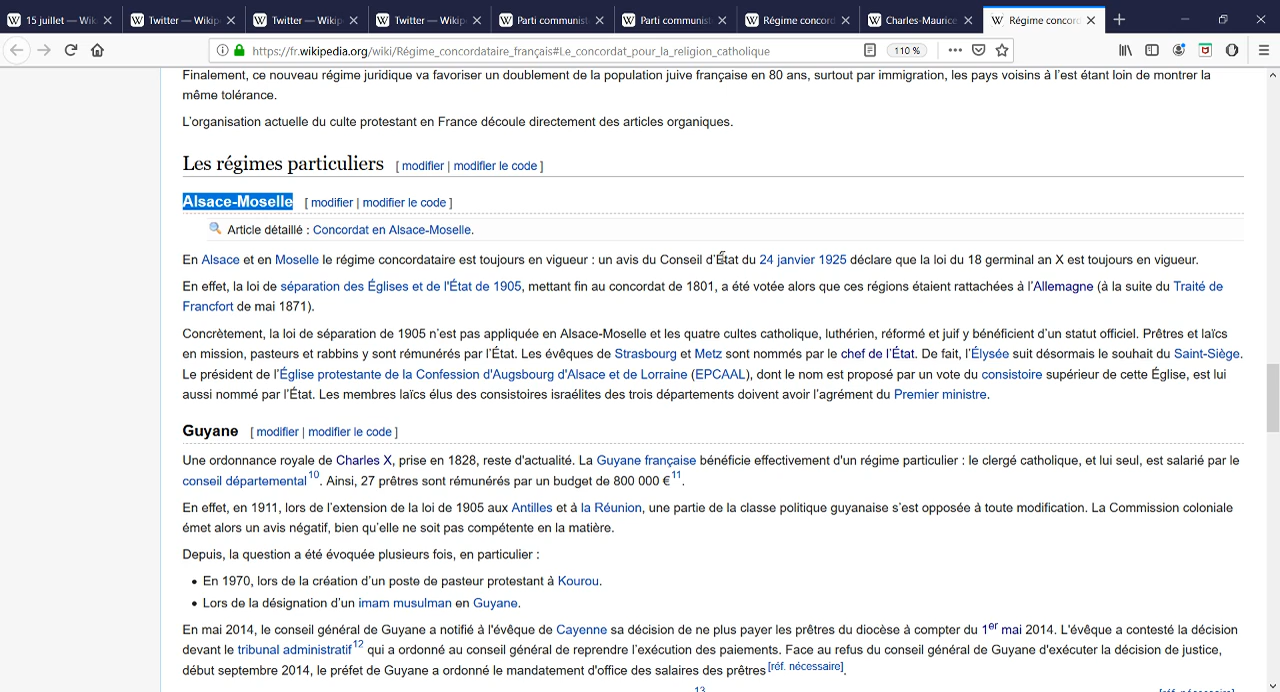 15 juillet — Wiki
Twitter — Wikip
Twitter — Wikip
Twitter — Wikip
Parti communist
Parti communist
Régime concord
Charles-Maurice
Régime concord
https://fr.wikipedia.org/wiki/Régime_concordataire_français#Le_concordat_pour_la_religion_catholique
110 %
Finalement, ce nouveau régime juridique va favoriser un doublement de la population juive française en 80 ans, surtout par immigration, les pays voisins à l'est étant loin de montrer la
même tolérance.
L'organisation actuelle du culte protestant en France découle directement des articles organiques.
Les régimes particuliers [ modifier | modifier le code ]
Alsace-Moselle [ modifier | modifier le code ]
Article détaillé : Concordat en Alsace-Moselle.
En Alsace et en Moselle le régime concordataire est toujours en vigueur : un avis du Conseil d'État du 24 janvier 1925 déclare que la loi du 18 germinal an X est toujours en vigueur.
En effet, la loi de séparation des Églises et de l'État de 1905, mettant fin au concordat de 1801, a été votée alors que ces régions étaient rattachées à l'Allemagne (à la suite du Traité de
Francfort de mai 1871).
Concrètement, la loi de séparation de 1905 n'est pas appliquée en Alsace-Moselle et les quatre cultes catholique, luthérien, réformé et juif y bénéficient d'un statut officiel. Prêtres et laïcs
en mission, pasteurs et rabbins y sont rémunérés par l'État. Les évêques de Strasbourg et Metz sont nommés par le chef de l'État. De fait, l'Élysée suit désormais le souhait du Saint-Siège.
Le président de l'Église protestante de la Confession d'Augsbourg d'Alsace et de Lorraine (EPCAAL), dont le nom est proposé par un vote du consistoire supérieur de cette Église, est lui
aussi nommé par l'État. Les membres laïcs élus des consistoires israélites des trois départements doivent avoir l'agrément du Premier ministre.
Guyane [ modifier | modifier le code ]
Une ordonnance royale de Charles X, prise en 1828, reste d'actualité. La Guyane française bénéficie effectivement d'un régime particulier : le clergé catholique, et lui seul, est salarié par le
conseil départemental 10. Ainsi, 27 prêtres sont rémunérés par un budget de 800 000 € 11.
En effet, en 1911, lors de l'extension de la loi de 1905 aux Antilles et à la Réunion, une partie de la classe politique guyanaise s'est opposée à toute modification. La Commission coloniale
émet alors un avis négatif, bien qu'elle ne soit pas compétente en la matière.
Depuis, la question a été évoquée plusieurs fois, en particulier :
• En 1970, lors de la création d'un poste de pasteur protestant à Kourou.
• Lors de la désignation d'un imam musulman en Guyane.
En mai 2014, le conseil général de Guyane a notifié à l'évêque de Cayenne sa décision de ne plus payer les prêtres du diocèse à compter du 1er mai 2014. L'évêque a contesté la décision
devant le tribunal administratif 12 qui a ordonné au conseil général de reprendre l'exécution des paiements. Face au refus du conseil général de Guyane d'exécuter la décision de justice,
début septembre 2014, le préfet de Guyane a ordonné le mandatement d'office des salaires des prêtres [réf. nécessaire].
13